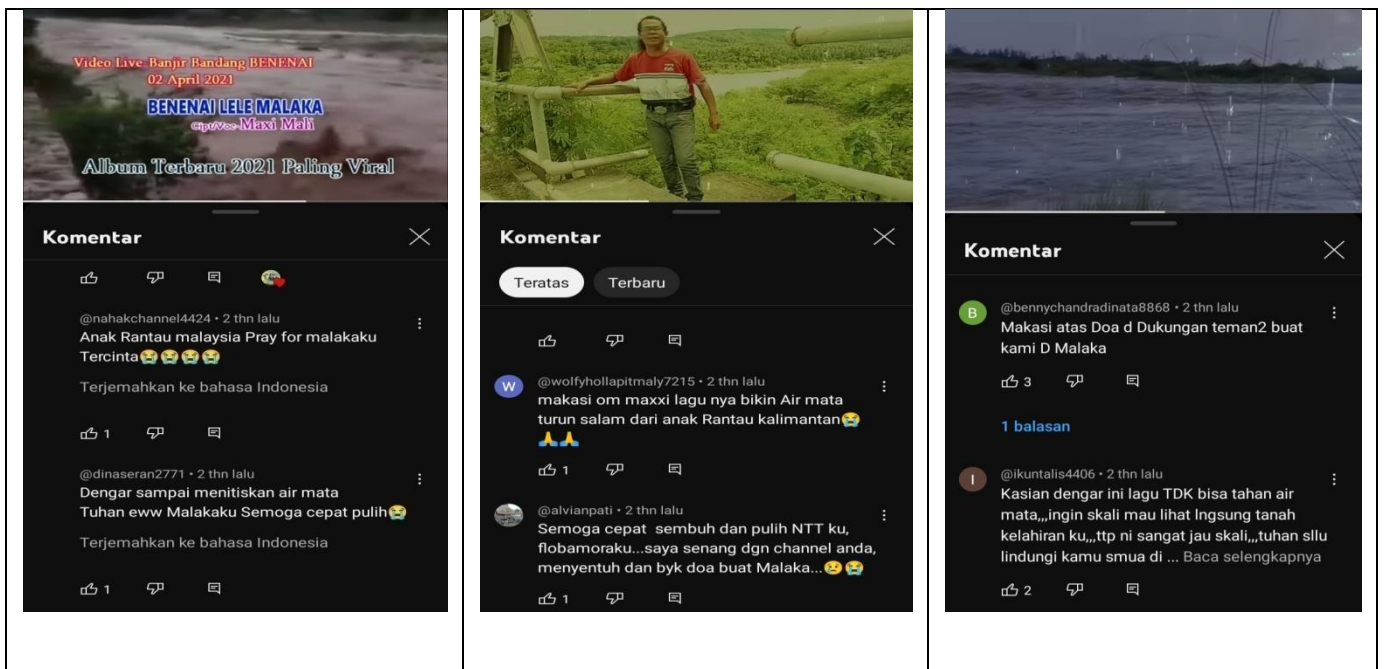 Video Live Banjir Bandang BENENAI
02 April 2021
BENENAI LELE MALAKA
Cipt/Voc Maxi Mali
Album Terbaru 2021 Paling Viral
Komentar
@nahakchannel4424 • 2 thn lalu
Anak Rantau malaysia Pray for malakaku
Tercinta😭😭😭😭
Terjemahkan ke bahasa Indonesia
1
@dinaseran2771 • 2 thn lalu
Dengar sampai menitiskan air mata
Tuhan eww Malakaku Semoga cepat pulih😭
Terjemahkan ke bahasa Indonesia
1
Komentar
Teratas
Terbaru
W
@wolfyhollapitmaly7215 • 2 thn lalu
makasi om maxxi lagu nya bikin Air mata
turun salam dari anak Rantau kalimantan😭
🙏🙏
1
@alvianpati • 2 thn lalu
Semoga cepat sembuh dan pulih NTT ku,
flobamoraku...saya senang dgn channel anda,
menyentuh dan byk doa buat Malaka...😢😭
1
Komentar
B
@bennychandradinata8868 • 2 thn lalu
Makasi atas Doa d Dukungan teman2 buat
kami D Malaka
3
1 balasan
I
@ikuntalis4406 • 2 thn lalu
Kasian dengar ini lagu TDK bisa tahan air
mata,,,ingin skali mau lihat lngsung tanah
kelahiran ku,,,ttp ni sangat jau skali,,,tuhan sllu
lindungi kamu smua di ... Baca selengkapnya
2